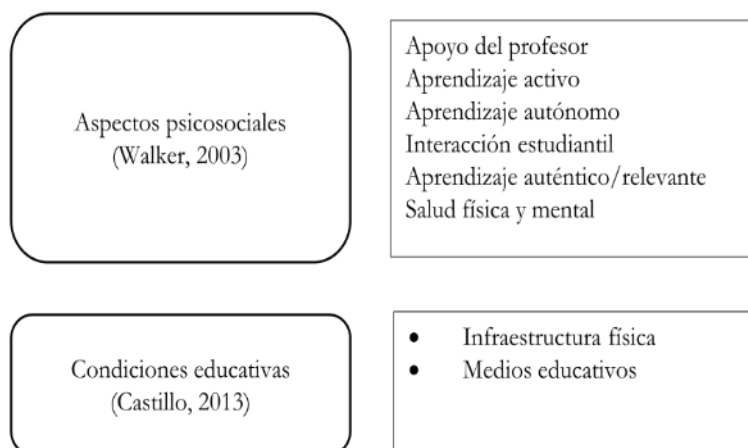 Aspectos psicosociales
(Walker, 2003)
Apoyo del profesor
Aprendizaje activo
Aprendizaje autónomo
Interacción estudiantil
Aprendizaje auténtico/relevante
Salud física y mental
Condiciones educativas
(Castillo, 2013)
• Infraestructura física
• Medios educativos